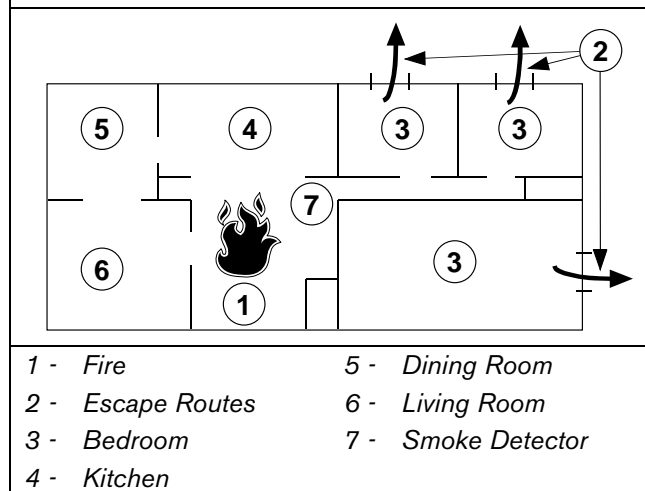 2
5
4
3
3
7
6
3
1
1 - Fire
2 - Escape Routes
3 - Bedroom
4 - Kitchen
5 - Dining Room
6 - Living Room
7 - Smoke Detector